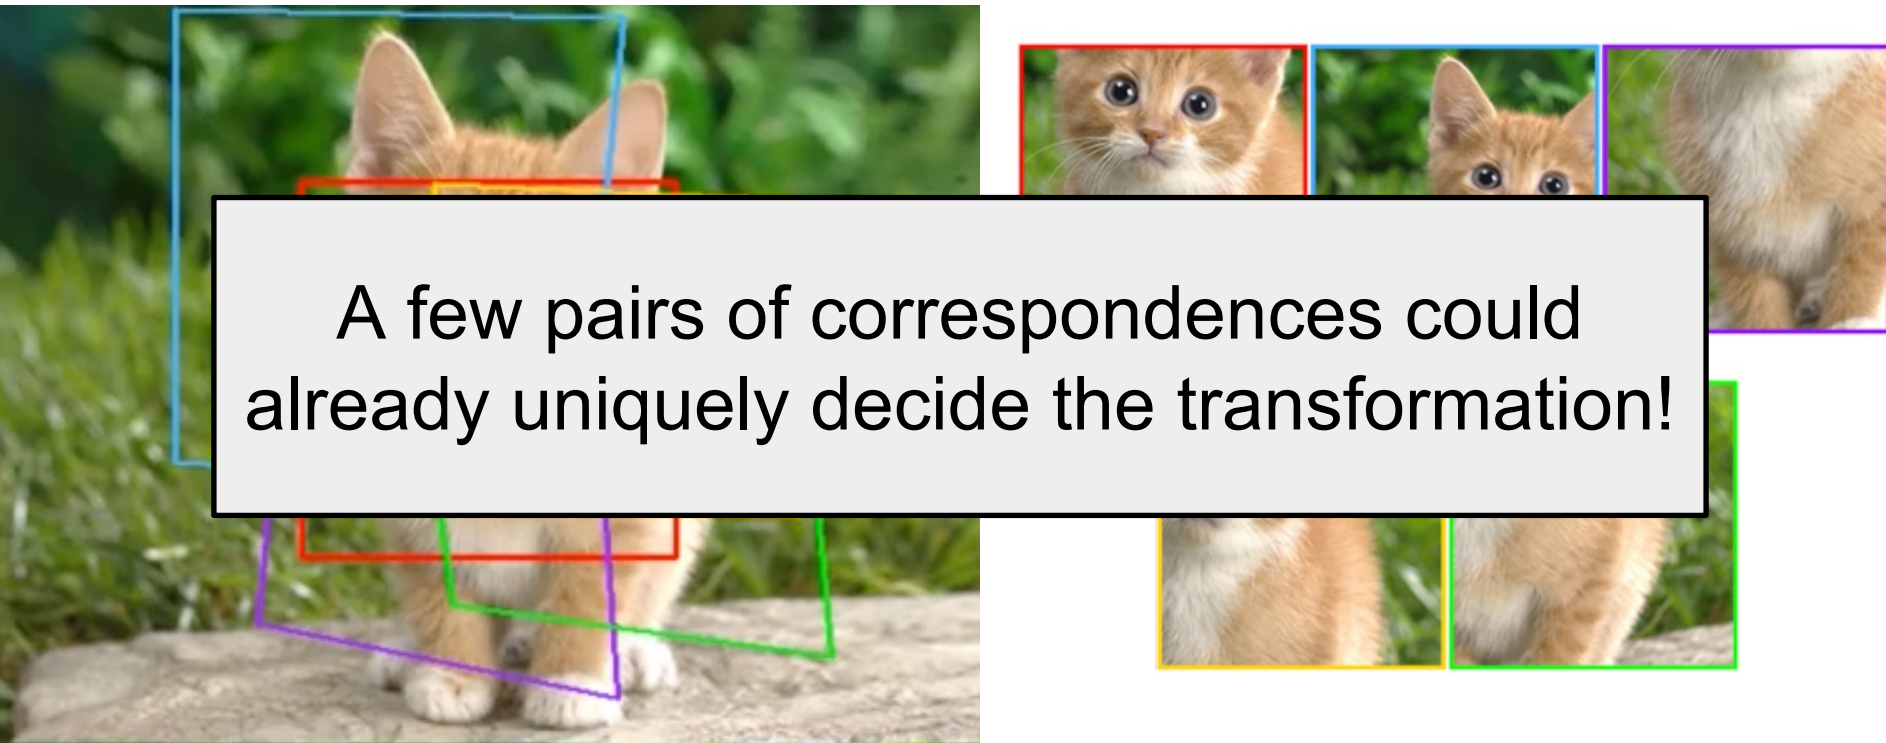 A few pairs of correspondences could
already uniquely decide the transformation!